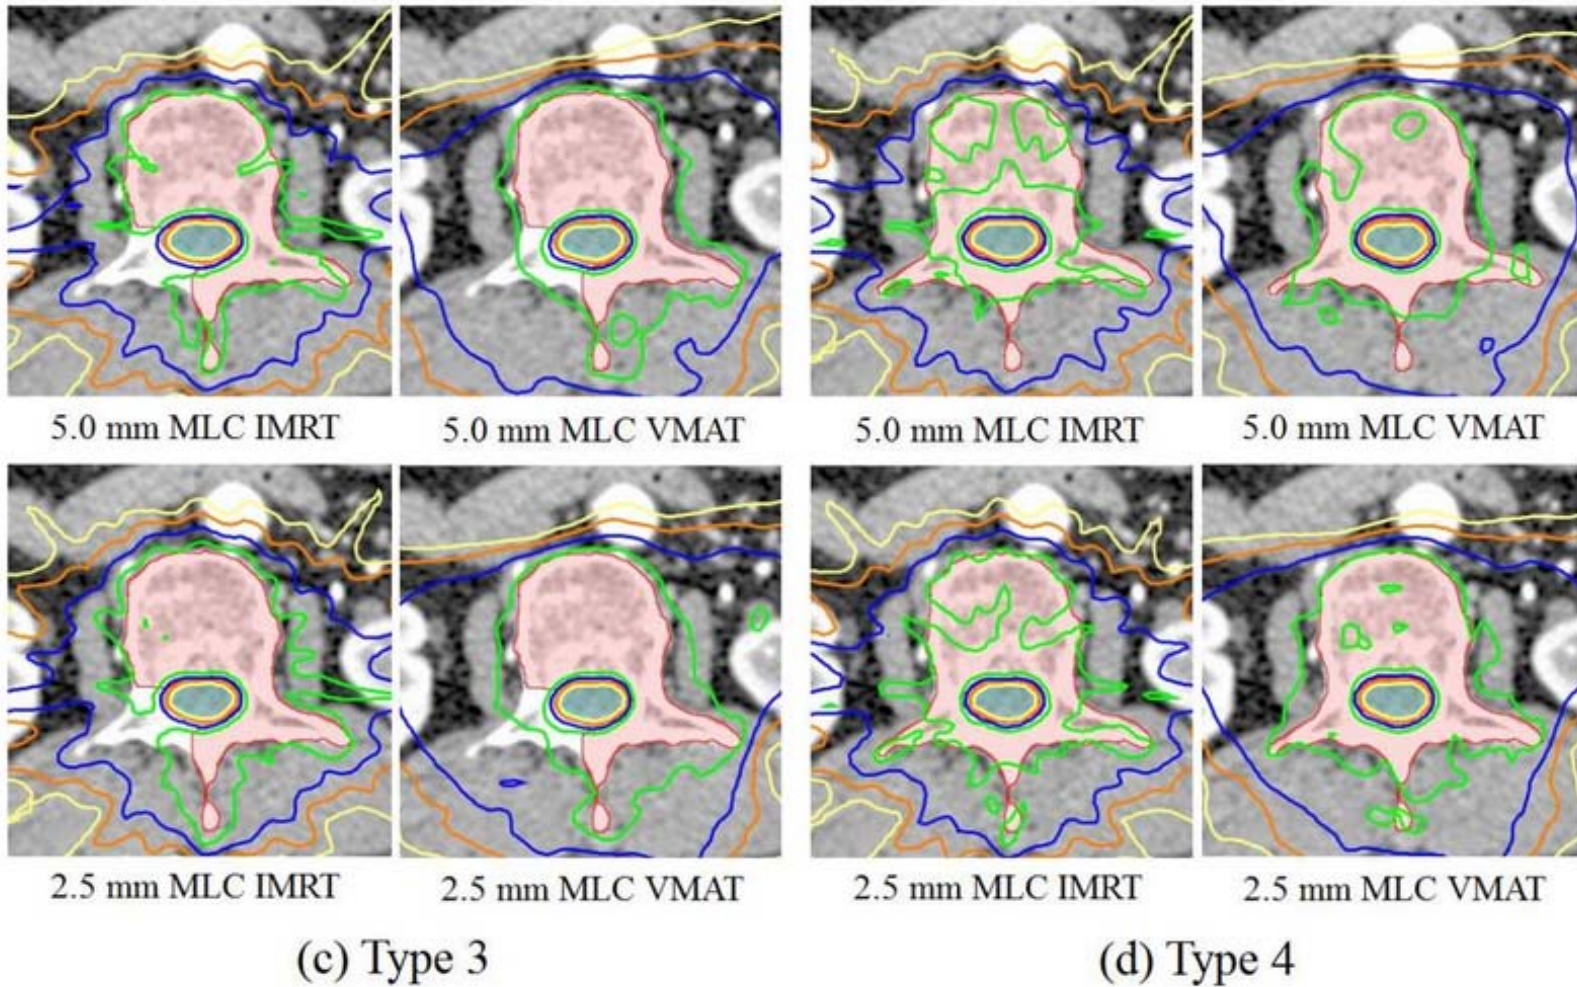 5.0 mm MLC IMRT 5.0 mm MLC VMAT 5.0 mm MLC IMRT 5.0 mm MLC VMAT
2.5 mm MLC IMRT 2.5 mm MLC VMAT 2.5 mm MLC IMRT 2.5 mm MLC VMAT
(c) Type 3 (d) Type 4